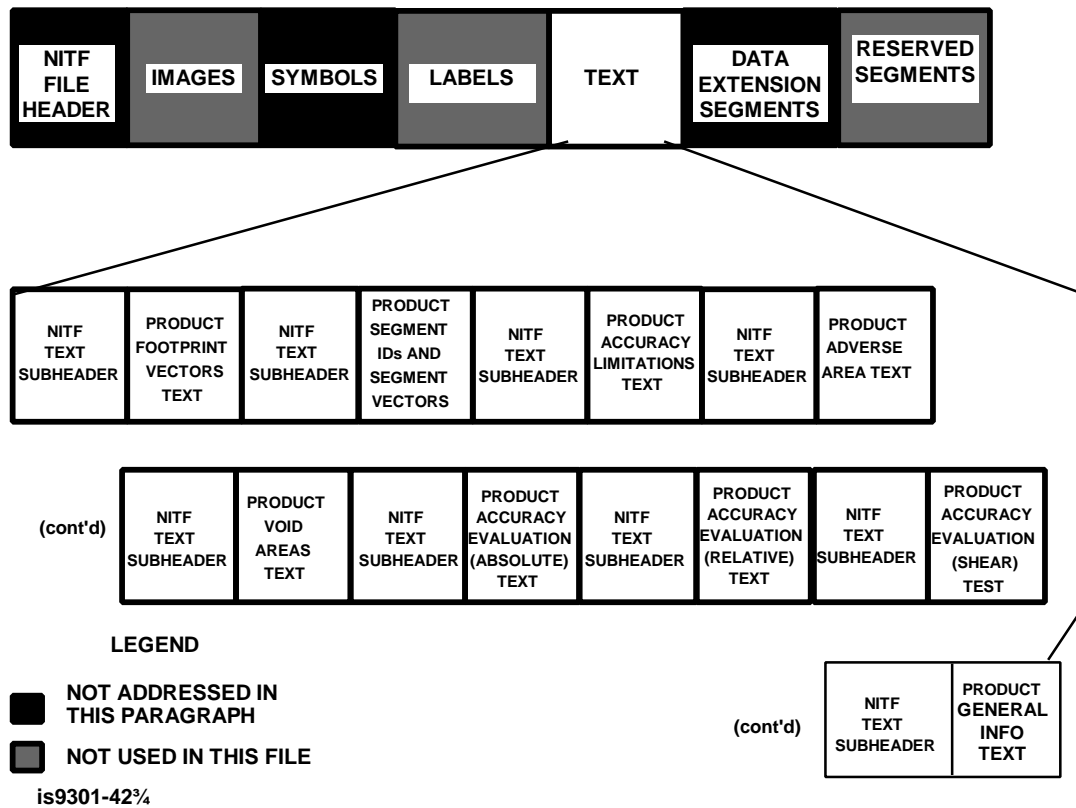 NITF
FILE
HEADER
IMAGES
SYMBOLS
LABELS
TEXT
DATA
EXTENSION
SEGMENTS
RESERVED
SEGMENTS
NITF
TEXT
SUBHEADER
PRODUCT
FOOTPRINT
VECTORS
TEXT
NITF
TEXT
SUBHEADER
PRODUCT
SEGMENT
IDs AND
SEGMENT
VECTORS
NITF
TEXT
SUBHEADER
PRODUCT
ACCURACY
LIMITATIONS
TEXT
NITF
TEXT
SUBHEADER
PRODUCT
ADVERSE
AREA TEXT
(cont'd)
NITF
TEXT
SUBHEADER
PRODUCT
VOID
AREAS
TEXT
NITF
TEXT
SUBHEADER
PRODUCT
ACCURACY
EVALUATION
(ABSOLUTE)
TEXT
NITF
TEXT
SUBHEADER
PRODUCT
ACCURACY
EVALUATION
(RELATIVE)
TEXT
NITF
TEXT
SUBHEADER
PRODUCT
ACCURACY
EVALUATION
(SHEAR)
TEST
LEGEND
NOT ADDRESSED IN
THIS PARAGRAPH
NOT USED IN THIS FILE
is9301-42¾
(cont'd)
NITF
TEXT
SUBHEADER
PRODUCT
GENERAL
INFO
TEXT